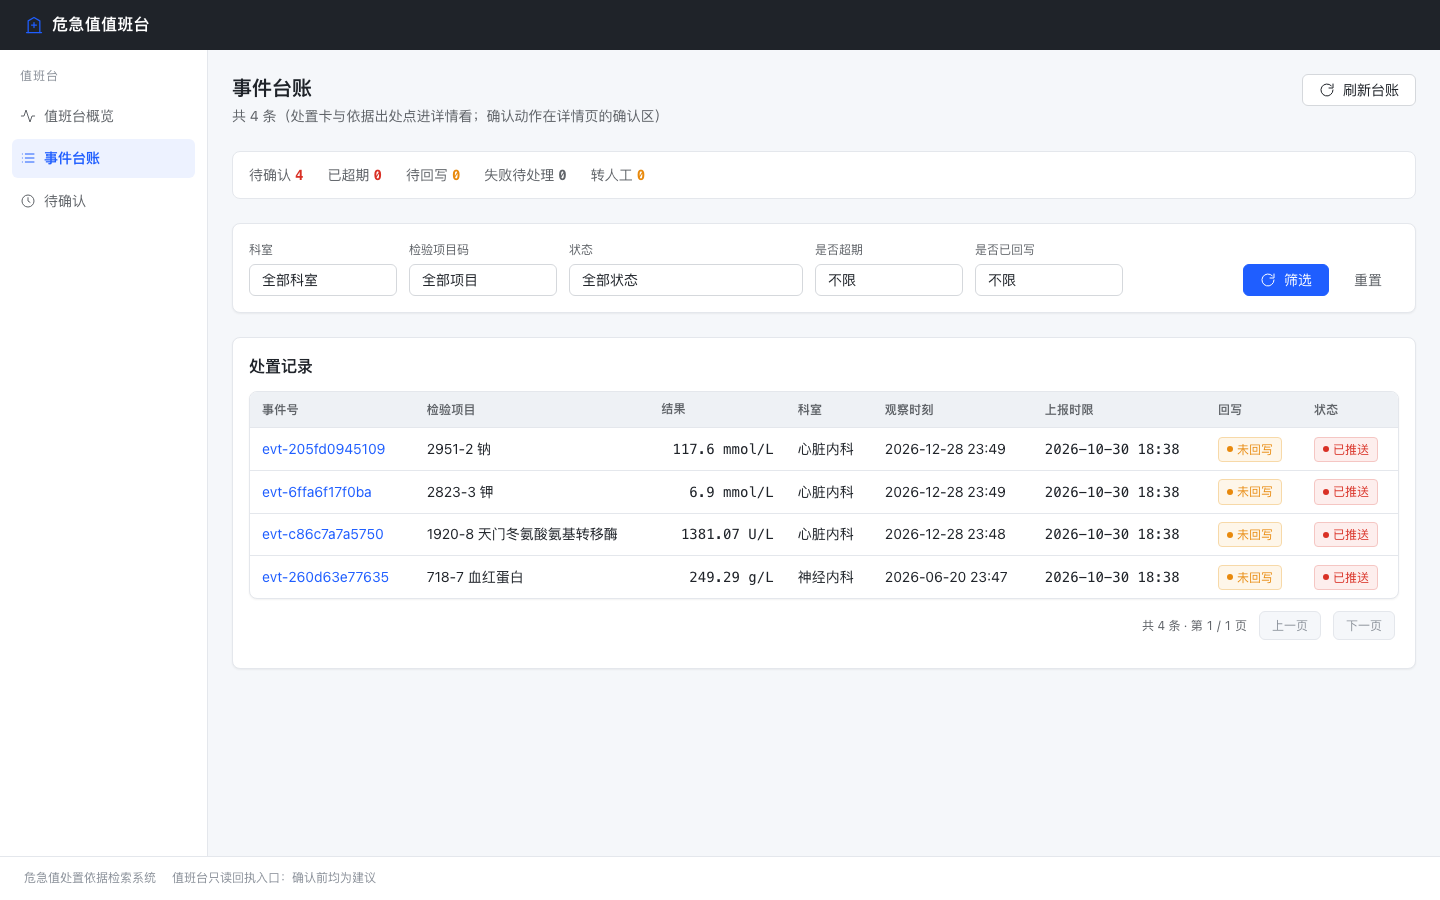 危急值值班台
值班台
值班台概览
事件台账
待确认
事件台账
共 4 条（处置卡与依据出处点进详情看；确认动作在详情页的确认区）
刷新台账
待确认 4 已超期 0 待回写 0 失败待处理 0 转人工 0
科室 检验项目码 状态 是否超期 是否已回写
全部科室 全部项目 全部状态 不限 不限 筛选 重置
处置记录
事件号 检验项目 结果 科室 观察时刻 上报时限 回写 状态
evt-205fd0945109 2951-2 钠 117.6 mmol/L 心脏内科 2026-12-28 23:49 2026-10-30 18:38 未回写 已推送
evt-6ffa6f17f0ba 2823-3 钾 6.9 mmol/L 心脏内科 2026-12-28 23:49 2026-10-30 18:38 未回写 已推送
evt-c86c7a7a5750 1920-8 天门冬氨酸氨基转移酶 1381.07 U/L 心脏内科 2026-12-28 23:48 2026-10-30 18:38 未回写 已推送
evt-260d63e77635 718-7 血红蛋白 249.29 g/L 神经内科 2026-06-20 23:47 2026-10-30 18:38 未回写 已推送
共 4 条 · 第 1 / 1 页 上一页 下一页
危急值处置依据检索系统 值班台只读回执入口：确认前均为建议